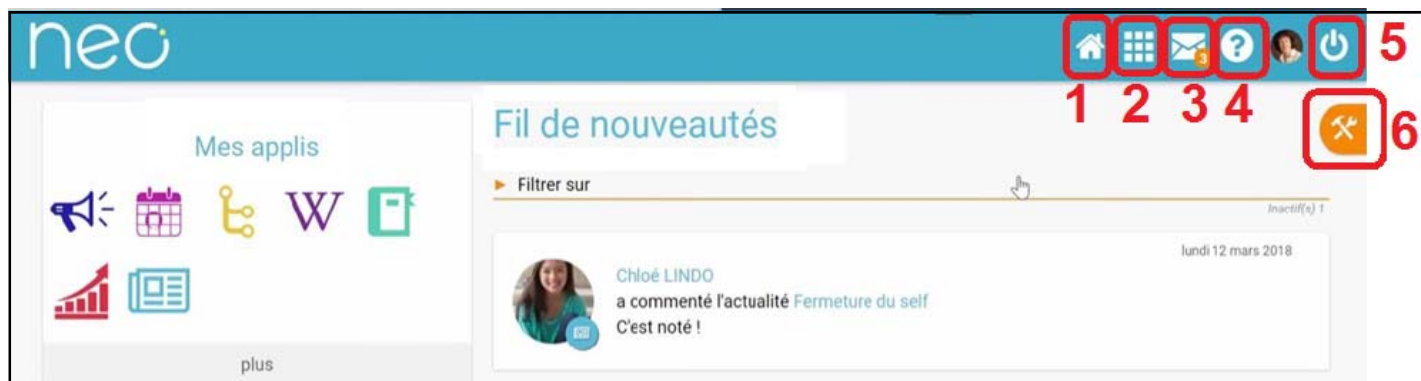 neo
3
5
1 2 3 4
6
Mes applis
Fil de nouveautés
Filtrer sur
Inactif(s) 1
lundi 12 mars 2018
Chloé LINDO
a commenté l'actualité Fermeture du self
C'est noté !
plus